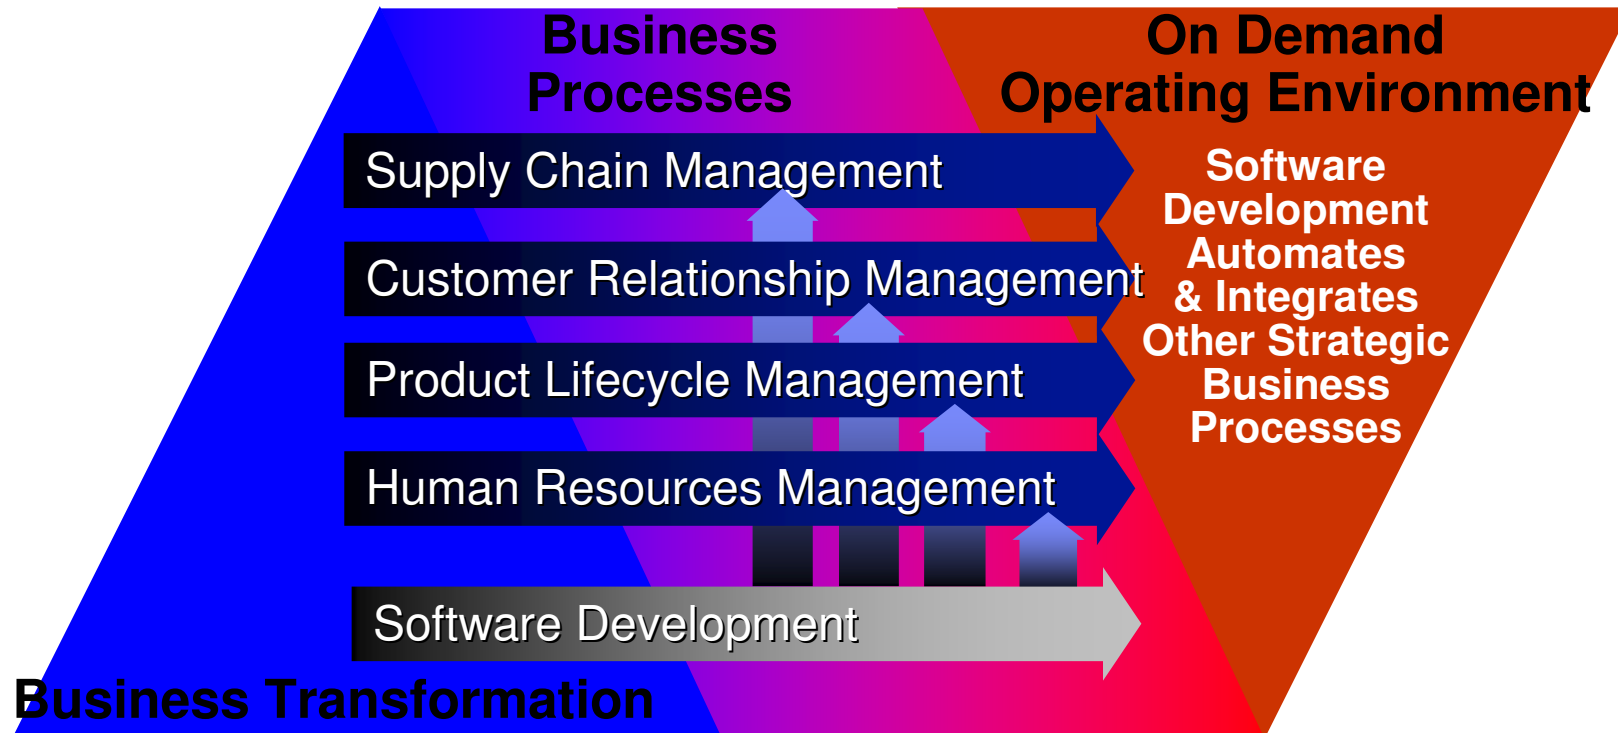 Business
Processes
On Demand
Operating Environment
Supply Chain Management
Customer Relationship Management
Product Lifecycle Management
Human Resources Management
Software Development
Software
Development
Automates
& Integrates
Other Strategic
Business
Processes
Business Transformation